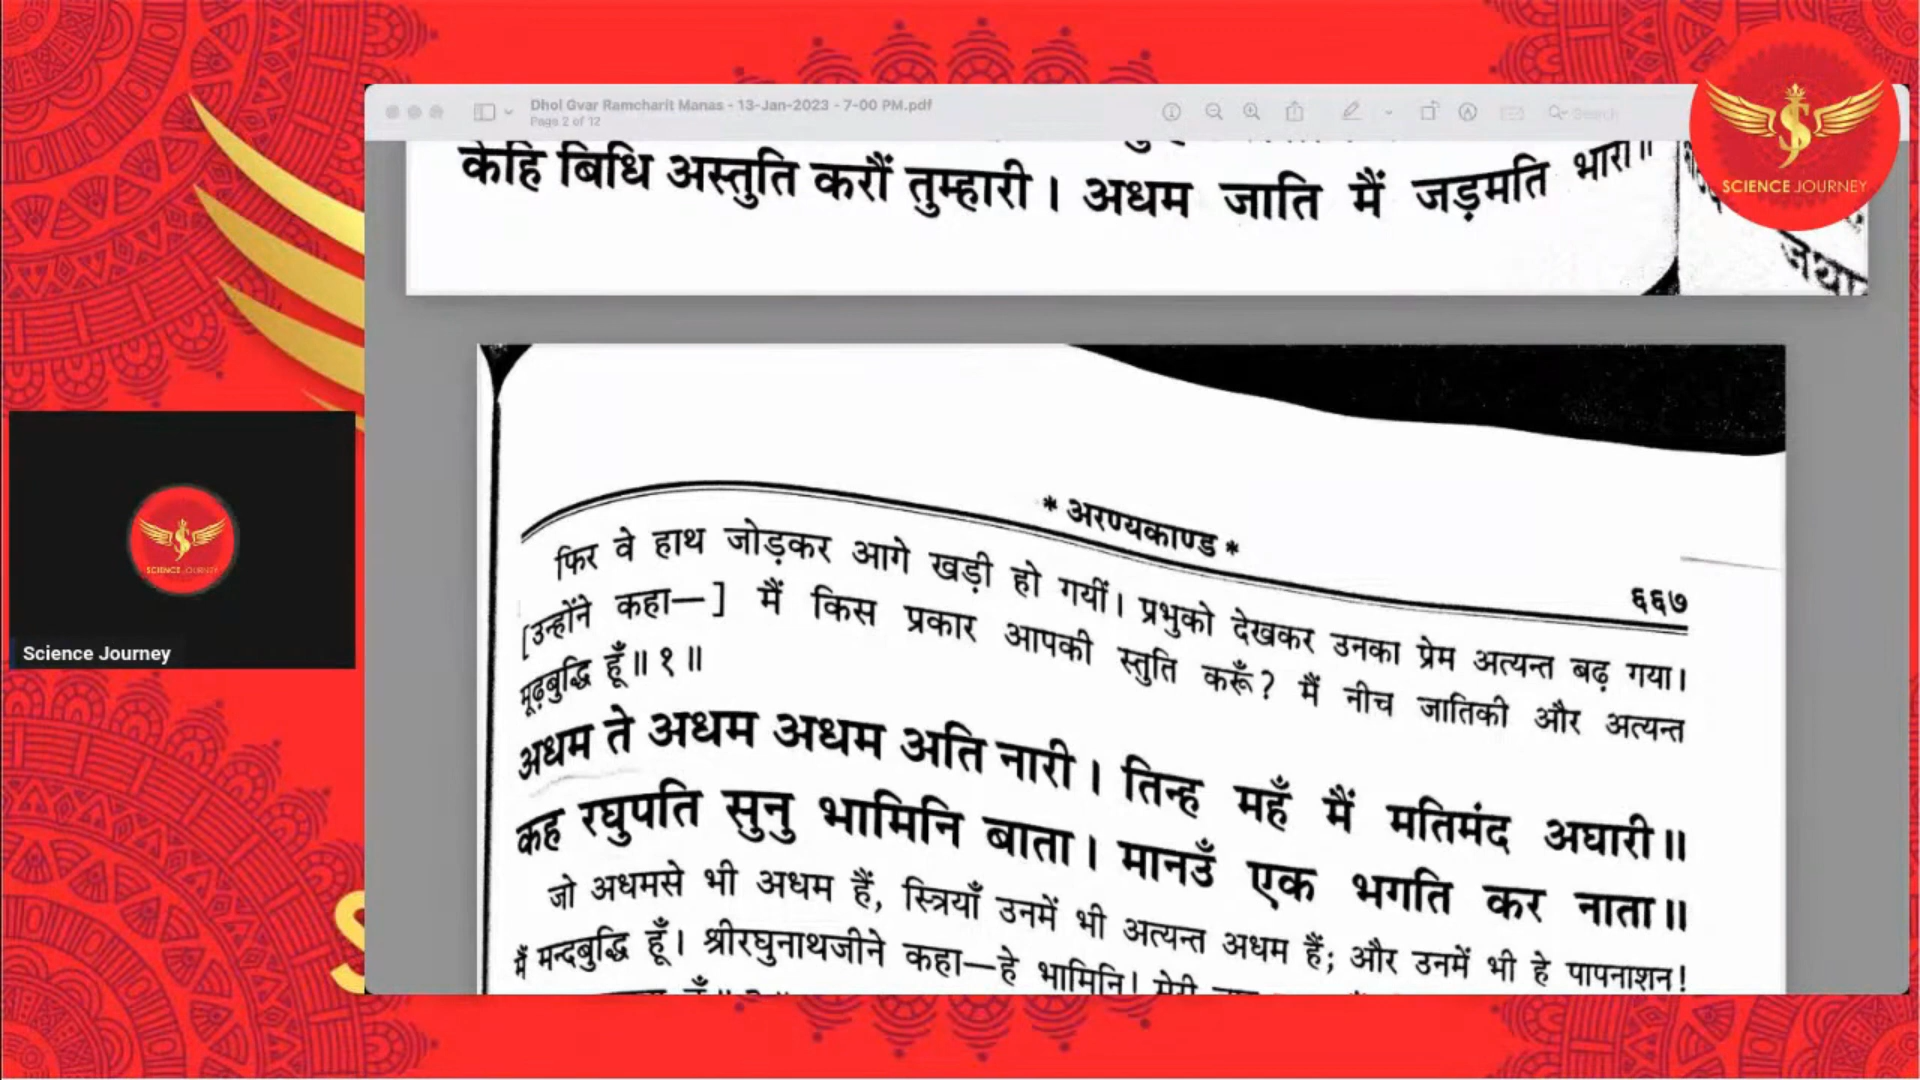 Dhol Gvar Ramcharit Manas - 13-Jan-2023 - 7-00 PM.pdf
Page 2 of 12
Search
SCIENCE JOURNEY
केहि बिधि अस्तुति करौं तुम्हारी । अधम जाति मैं जड़मति भारी॥
* अरण्यकाण्ड *
६६७
फिर वे हाथ जोड़कर आगे खड़ी हो गयीं। प्रभुको देखकर उनका प्रेम अत्यन्त बढ़ गया।
[उन्होंने कहा—] मैं किस प्रकार आपकी स्तुति करूँ? मैं नीच जातिकी और अत्यन्त
मूढ़बुद्धि हूँ॥ १ ॥
अधम ते अधम अधम अति नारी । तिन्ह महँ मैं मतिमंद अघारी॥
कह रघुपति सुनु भामिनि बाता । मानउँ एक भगति कर नाता॥
जो अधमसे भी अधम हैं, स्त्रियाँ उनमें भी अत्यन्त अधम हैं; और उनमें भी हे पापनाशन!
मैं मन्दबुद्धि हूँ। श्रीरघुनाथजीने कहा—हे भामिनि! मेरी
SCIENCE JOURNEY
Science Journey